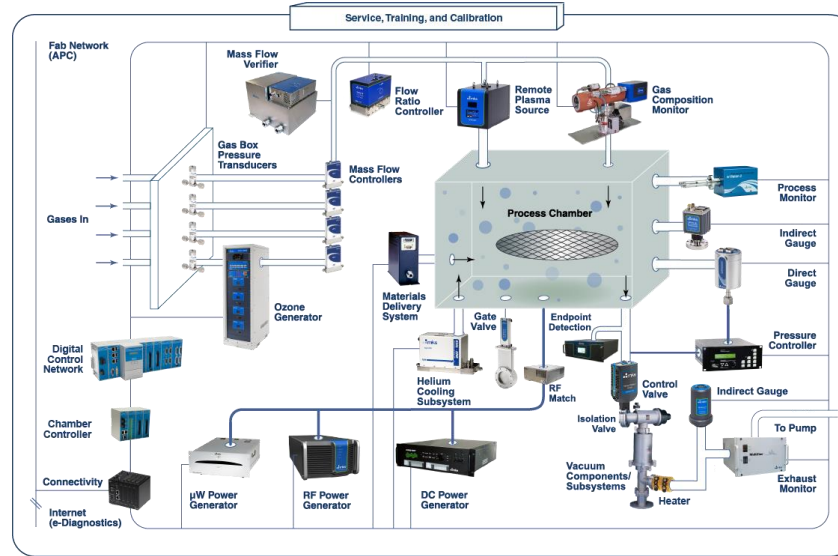 Service, Training, and Calibration
Fab Network
(APC)
Mass Flow
Verifier
Flow
Ratio
Controller
Remote
Plasma
Source
Gas
Composition
Monitor
Gas Box
Pressure
Transducers
Mass Flow
Controllers
Gases In
Process Chamber
Process
Monitor
Indirect
Gauge
Direct
Gauge
Ozone
Generator
Materials
Delivery
System
Gate
Valve
Endpoint
Detection
Pressure
Controller
Digital
Control
Network
Helium
Cooling
Subsystem
RF
Match
Control
Valve
Indirect Gauge
Isolation
Valve
To Pump
Chamber
Controller
Connectivity
Internet
(e-Diagnostics)
µW Power
Generator
RF Power
Generator
DC Power
Generator
Vacuum
Components/
Subsystems
Heater
Exhaust
Monitor
mks